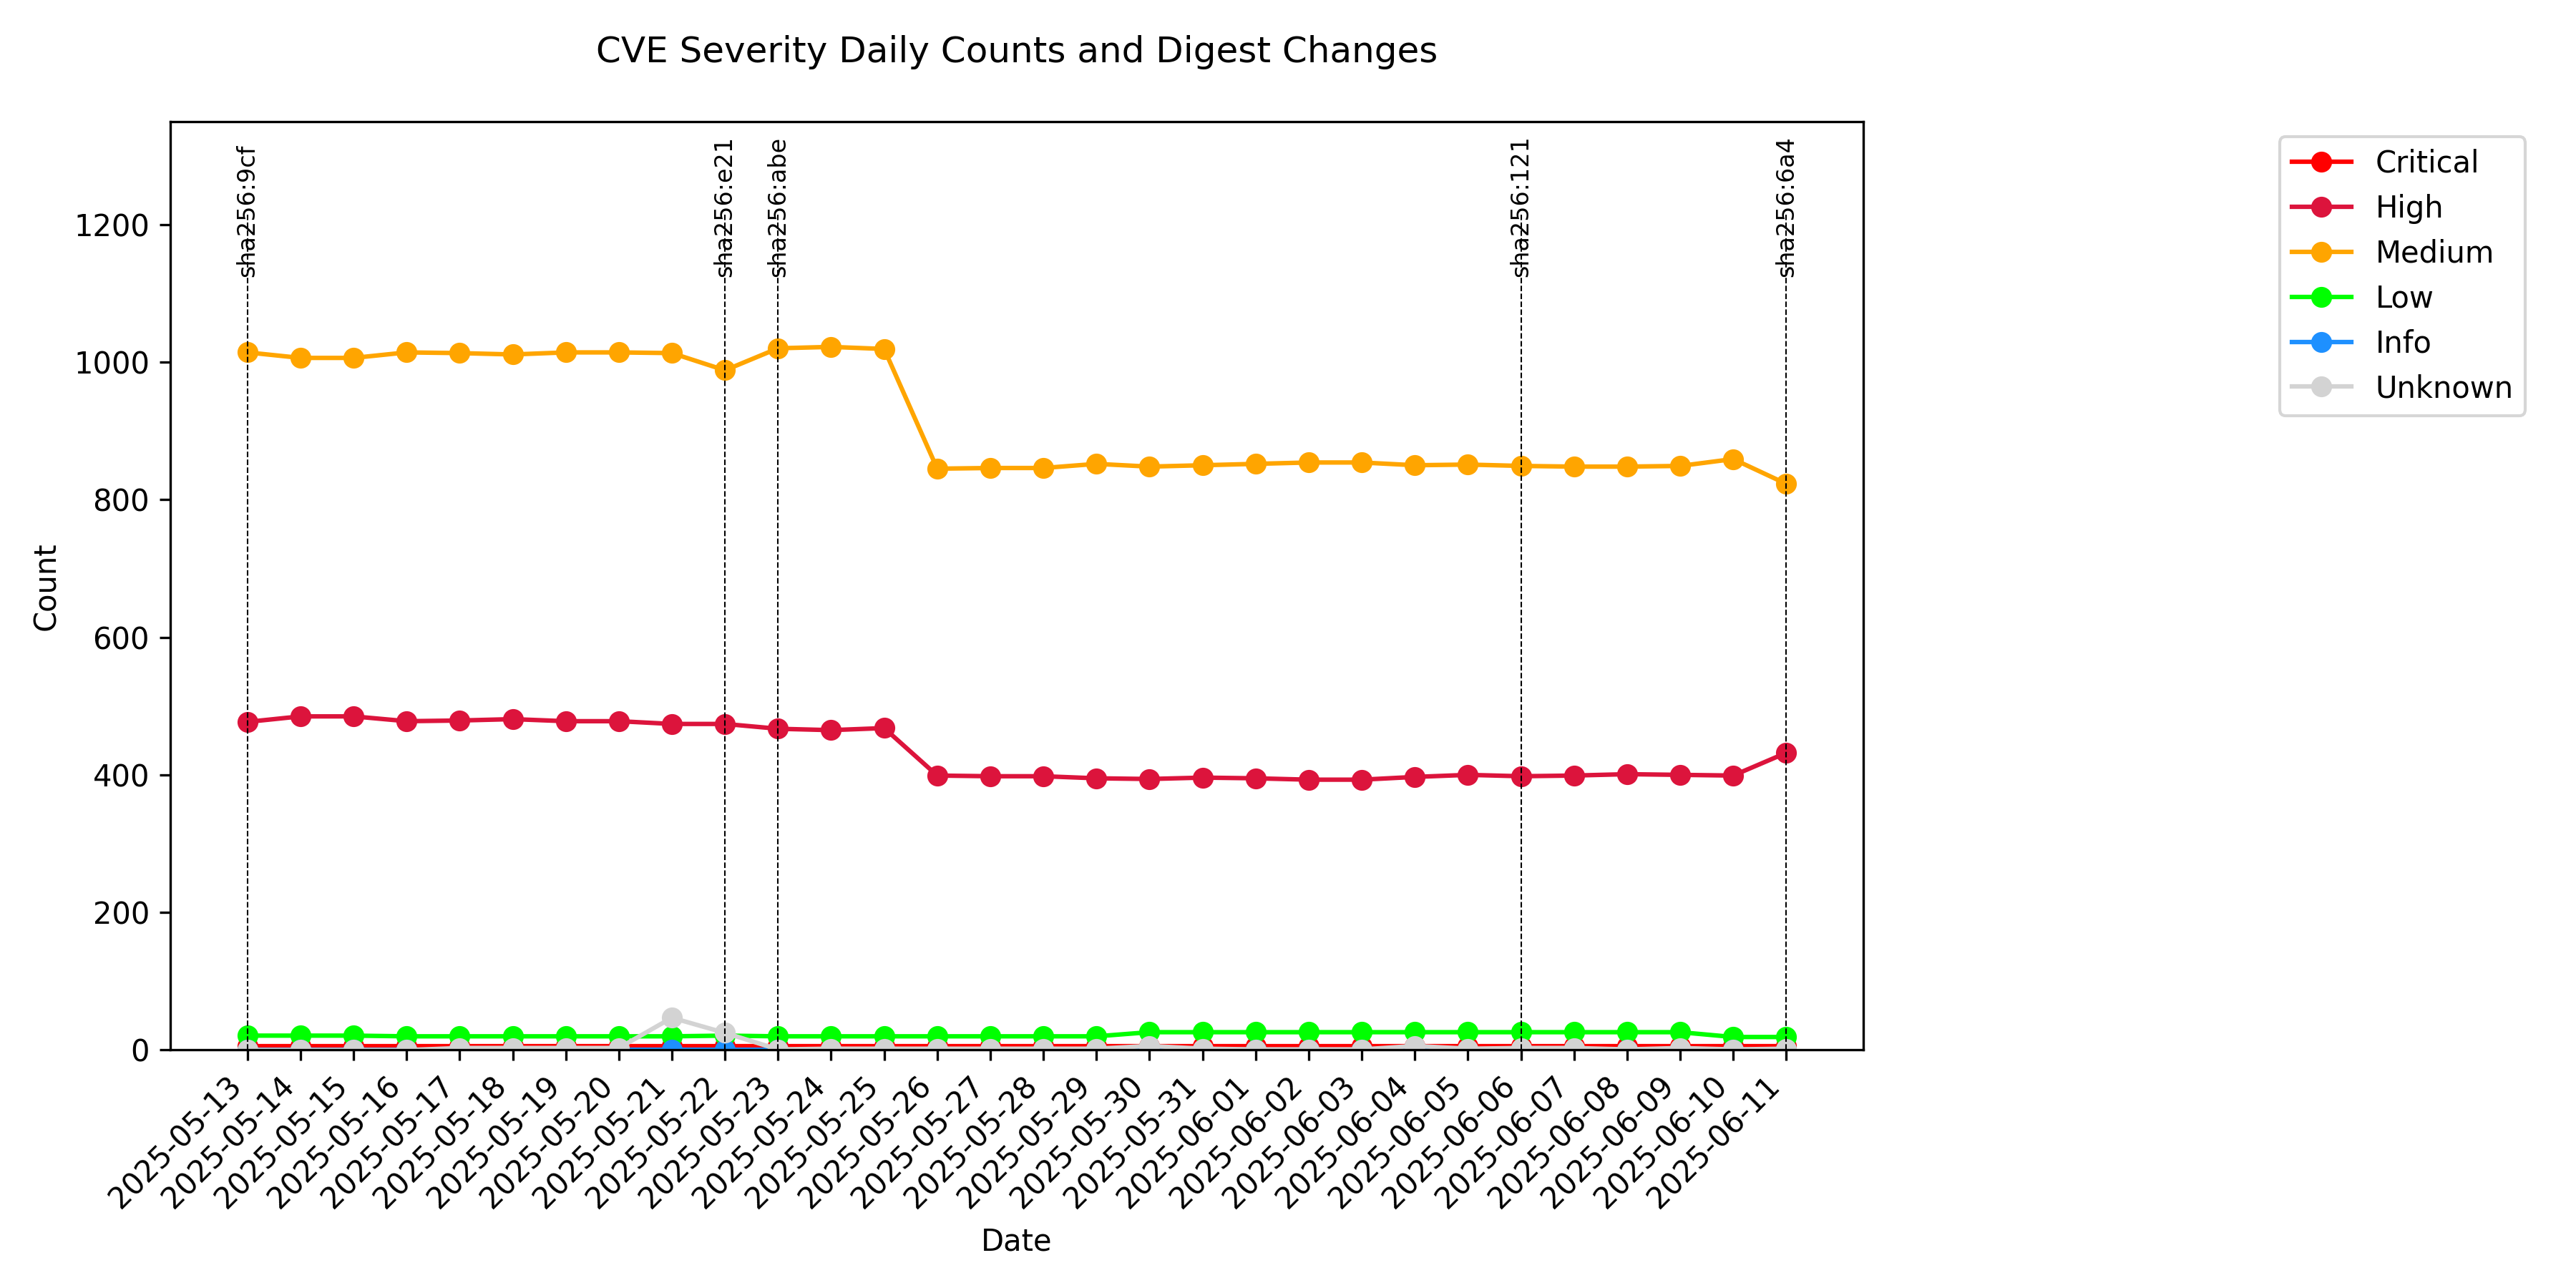 CVE Severity Daily Counts and Digest Changes
sha256:9cf
sha256:e21
sha256:abe
sha256:121
sha256:6a4
Critical
High
Medium
Low
Info
Unknown
Count
1200
1000
800
600
400
200
0
2025-05-13
2025-05-14
2025-05-15
2025-05-16
2025-05-17
2025-05-18
2025-05-19
2025-05-20
2025-05-21
2025-05-22
2025-05-23
2025-05-24
2025-05-25
2025-05-26
2025-05-27
2025-05-28
2025-05-29
2025-05-30
2025-05-31
2025-06-01
2025-06-02
2025-06-03
2025-06-04
2025-06-05
2025-06-06
2025-06-07
2025-06-08
2025-06-09
2025-06-10
2025-06-11
Date